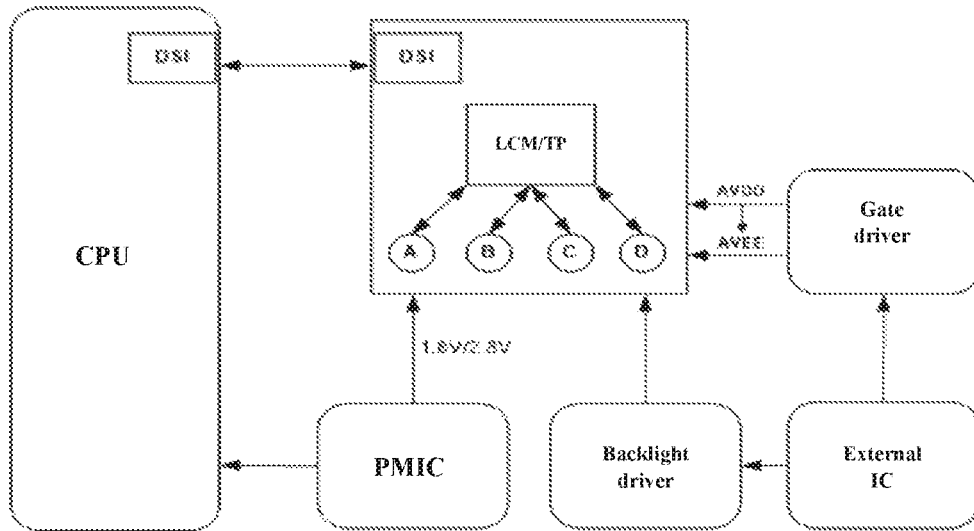 DSI
DSI
LCM/TP
A
B
C
D
AVDD
AVEE
Gate
driver
CPU
1.8V/2.8V
PMIC
Backlight
driver
External
IC